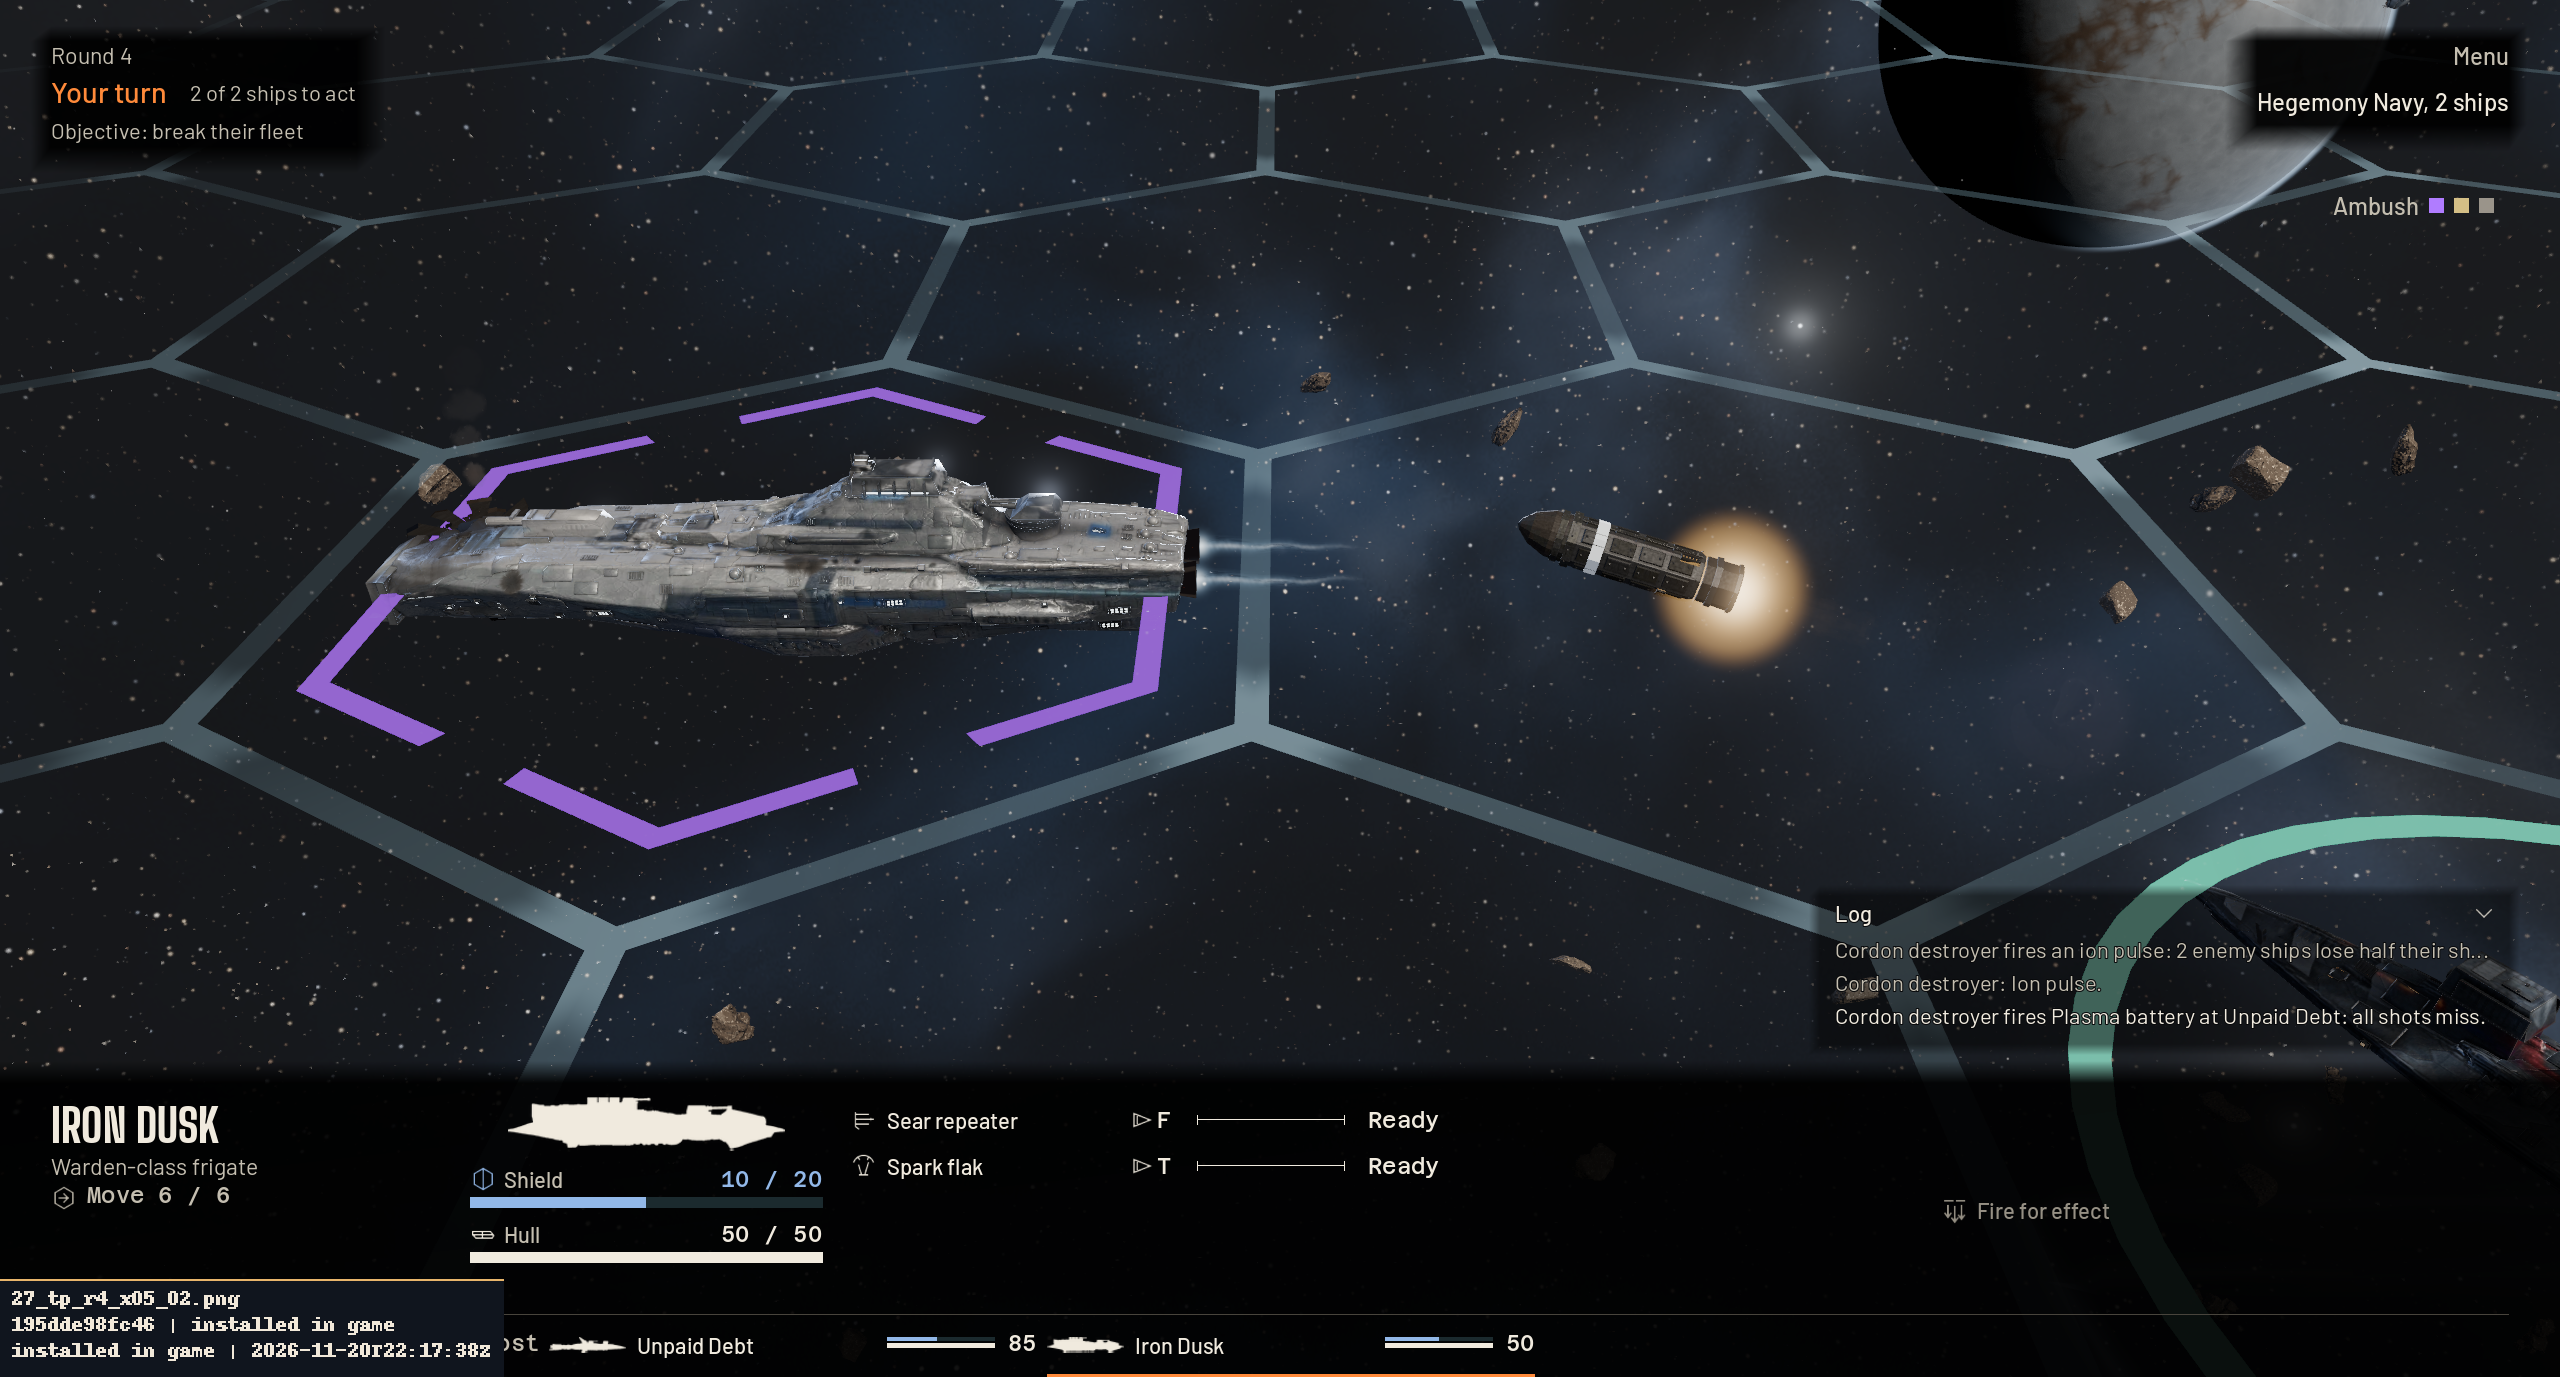 Round 4
Your turn 2 of 2 ships to act
Objective: break their fleet
Menu
Hegemony Navy, 2 ships
Ambush
Log
Cordon destroyer fires an ion pulse: 2 enemy ships lose half their sh...
Cordon destroyer: Ion pulse.
Cordon destroyer fires Plasma battery at Unpaid Debt: all shots miss.
IRON DUSK
Warden-class frigate
Move 6 / 6
Shield 10 / 20
Hull 50 / 50
Sear repeater F Ready
Spark flak T Ready
Fire for effect
27_tp_r4_x05_02.png
195dde98fc46 | installed in game
installed in game | 2026-11-20T22:17:38Z
ost Unpaid Debt 85 Iron Dusk 50